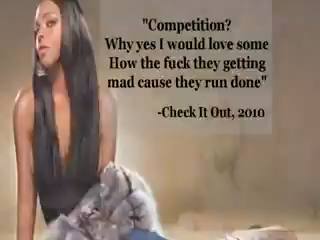 "Competition?
Why yes I would love some
How the fuck they getting
mad cause they run done"
-Check It Out, 2010